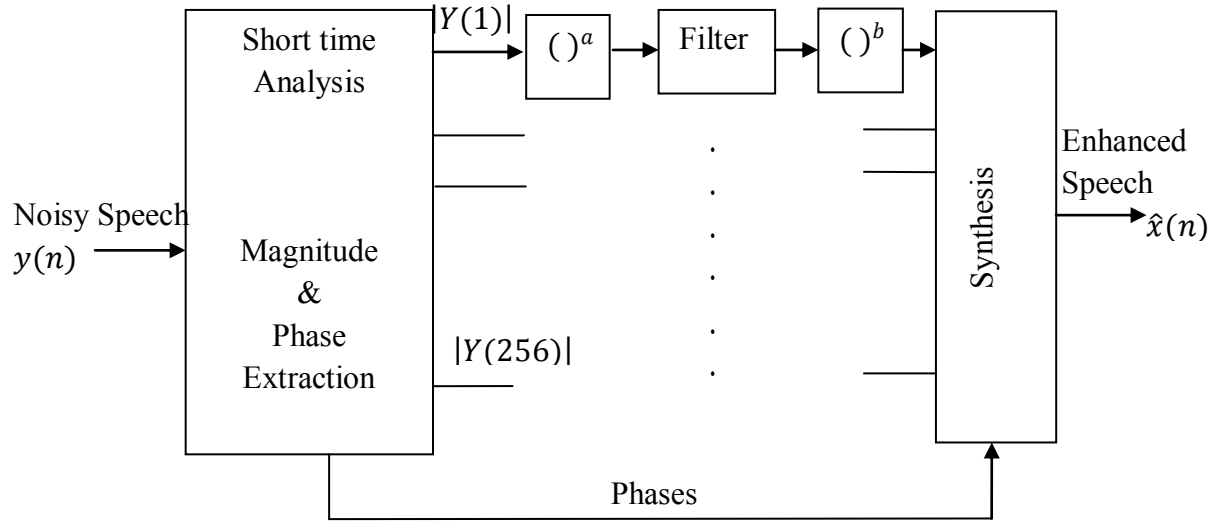 Short time
Analysis
Magnitude
&
Phase
Extraction
|Y(1)|
( )^a
Filter
( )^b
|Y(256)|
Noisy Speech
y(n)
Synthesis
Enhanced
Speech
x̂(n)
Phases